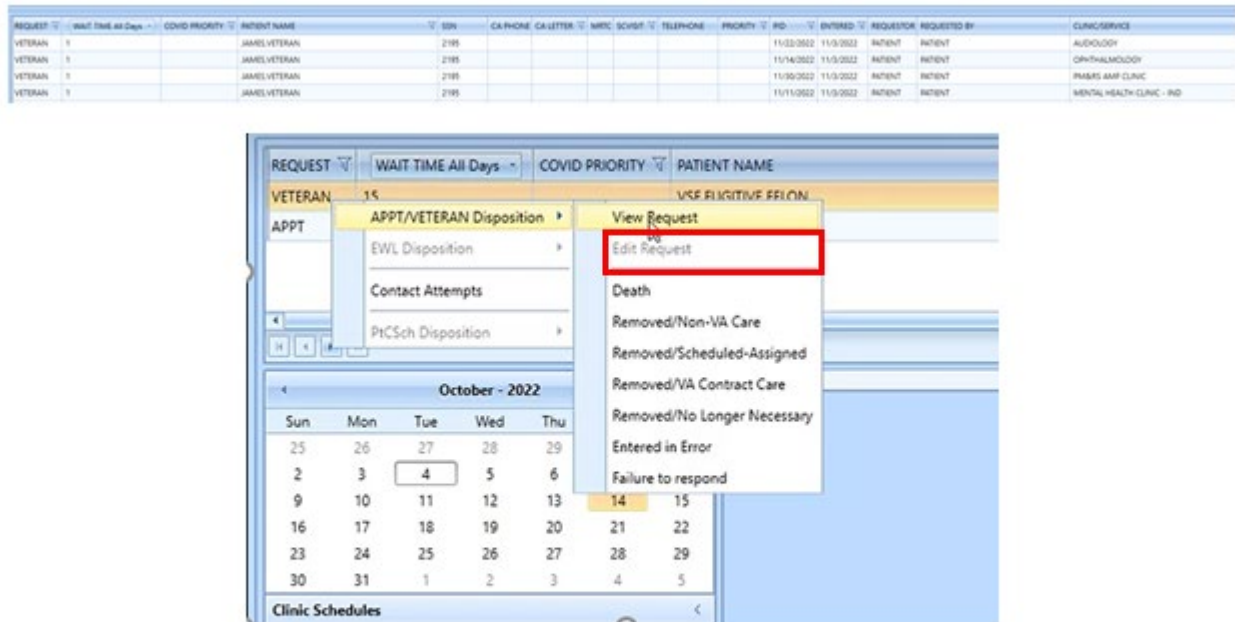 REQUEST WAIT TIME All Days COVID PRIORITY PATIENT NAME SSN CA PHONE CA LETTER MRTC SCVISIT TELEPHONE PRIORITY PID ENTERED REQUESTOR REQUESTED BY CLINIC/SERVICE
VETERAN 1 JAMES,VETERAN 2195 11/22/2022 11/3/2022 PATIENT PATIENT AUDIOLOGY
VETERAN 1 JAMES,VETERAN 2195 11/14/2022 11/3/2022 PATIENT PATIENT OPHTHALMOLOGY
VETERAN 1 JAMES,VETERAN 2195 11/30/2022 11/3/2022 PATIENT PATIENT PM&RS AMP CLINIC
VETERAN 1 JAMES,VETERAN 2195 11/11/2022 11/3/2022 PATIENT PATIENT MENTAL HEALTH CLINIC - IND
REQUEST WAIT TIME All Days COVID PRIORITY PATIENT NAME
VETERAN 15 VSE FUGITIVE FELON
APPT
APPT/VETERAN Disposition
EWL Disposition
Contact Attempts
PtCSch Disposition
View Request
Edit Request
Death
Removed/Non-VA Care
Removed/Scheduled-Assigned
Removed/VA Contract Care
Removed/No Longer Necessary
Entered in Error
Failure to respond
October - 2022
Sun Mon Tue Wed Thu
25 26 27 28 29
2 3 4 5 6
9 10 11 12 13 14 15
16 17 18 19 20 21 22
23 24 25 26 27 28 29
30 31 1 2 3 4 5
Clinic Schedules